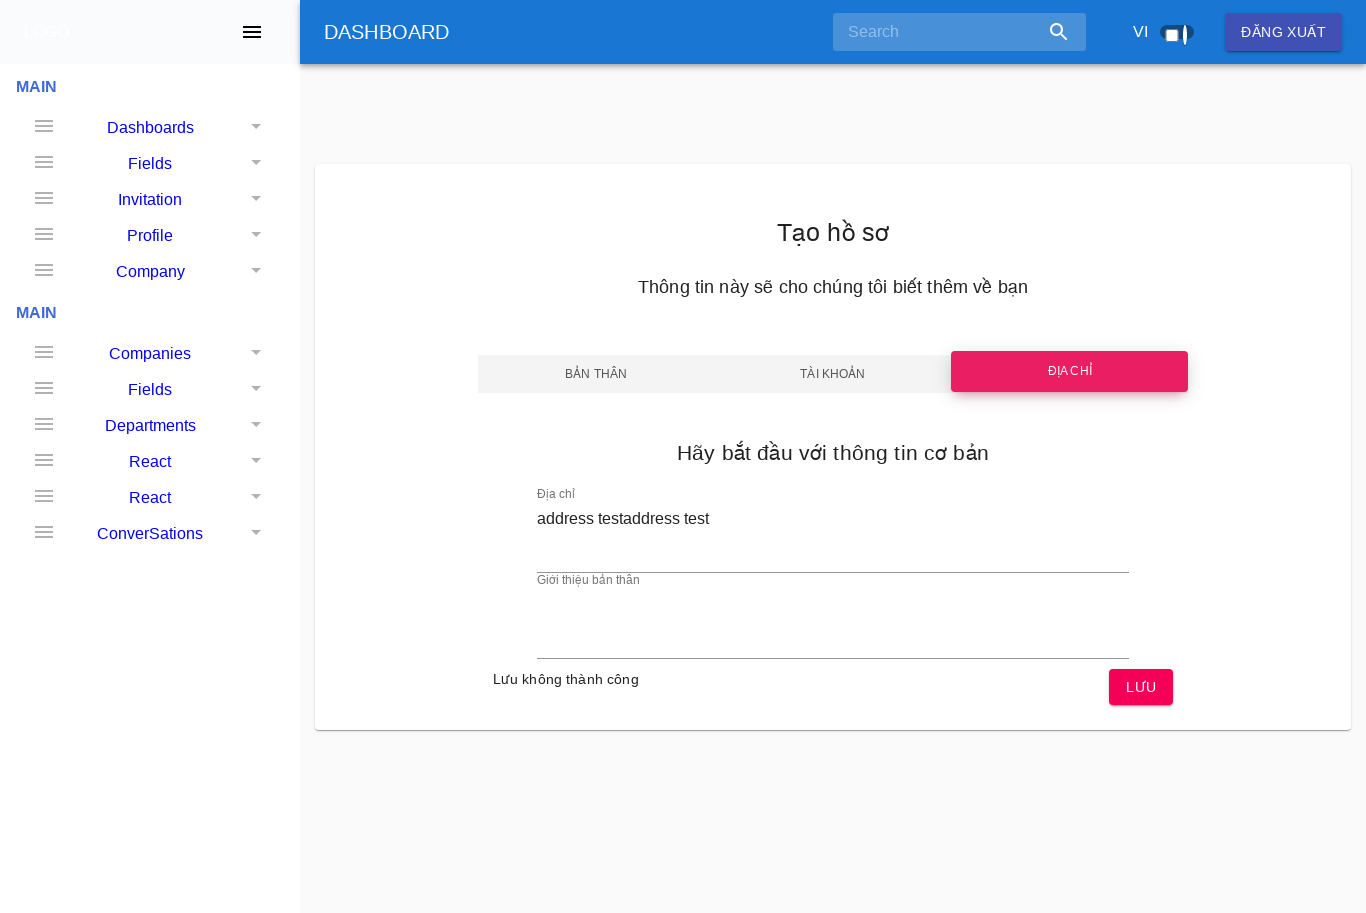 DASHBOARD
Search
VI
ĐĂNG XUẤT
MAIN
Dashboards
Fields
Invitation
Profile
Company
MAIN
Companies
Fields
Departments
React
React
ConverSations
Tạo hồ sơ
Thông tin này sẽ cho chúng tôi biết thêm về bạn
BẢN THÂN
TÀI KHOẢN
ĐỊA CHỈ
Hãy bắt đầu với thông tin cơ bản
Địa chỉ
address testaddress test
Giới thiệu bản thân
Lưu không thành công
LƯU